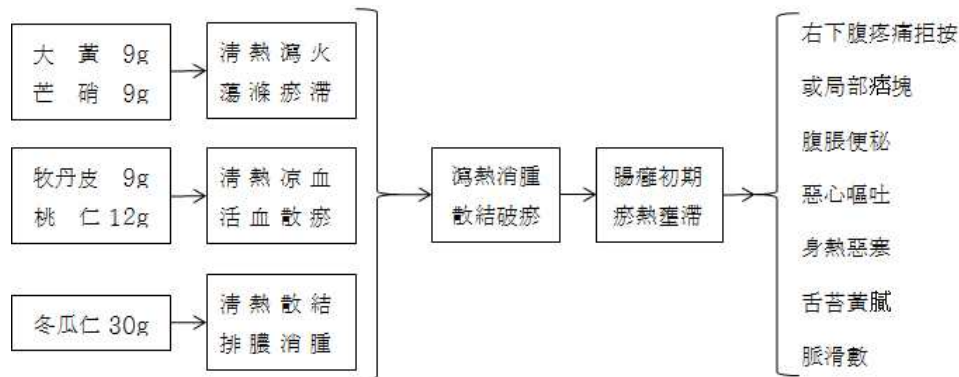 大黃 9g
芒硝 9g
清熱瀉火
蕩滌瘀滯
牧丹皮 9g
桃仁 12g
清熱凉血
活血散瘀
冬瓜仁 30g
清熱散結
排膿消腫
瀉熱消腫
散結破瘀
腸癰初期
瘀熱壅滯
右下腹疼痛拒按
或局部痞塊
腹脹便秘
惡心嘔吐
身熱惡塞
舌苔黃膩
脈滑數